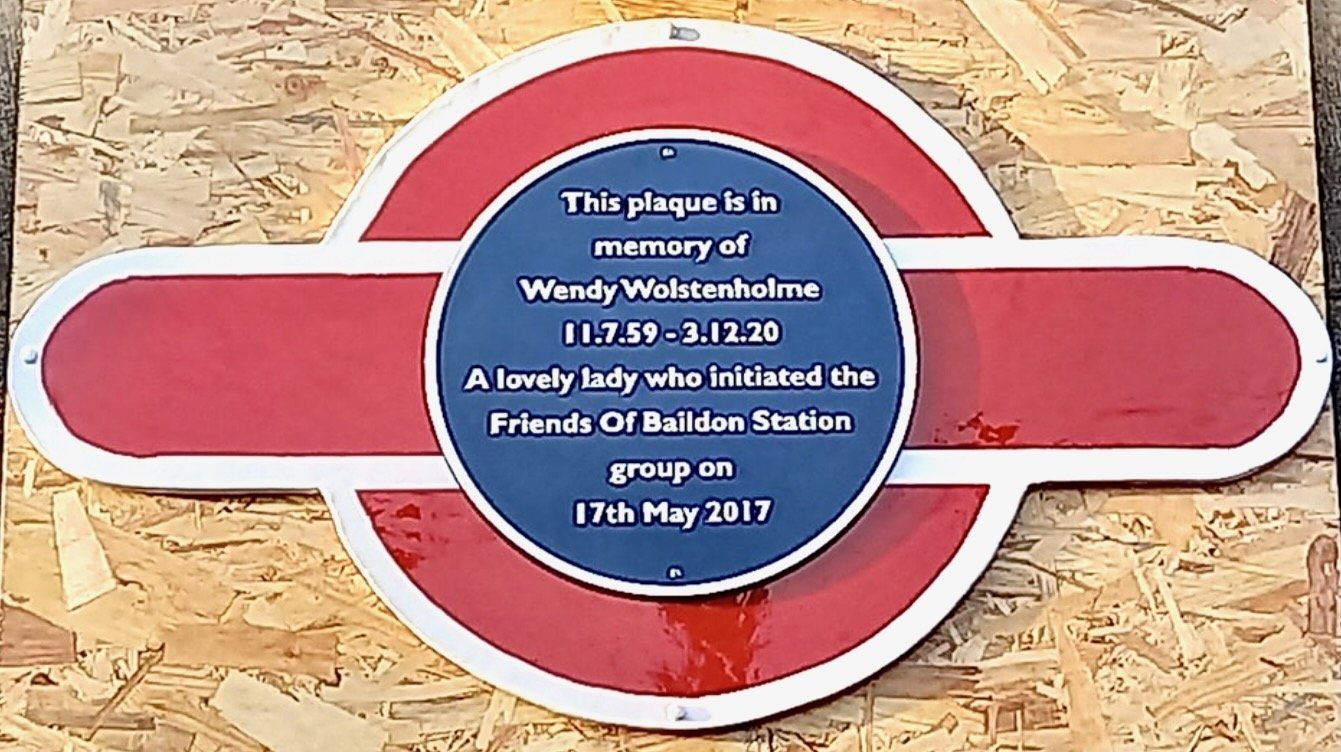 This plaque is in
memory of
Wendy Wolstenholme
11.7.59 - 3.12.20
A lovely lady who initiated the
Friends Of Baildon Station
group on
17th May 2017